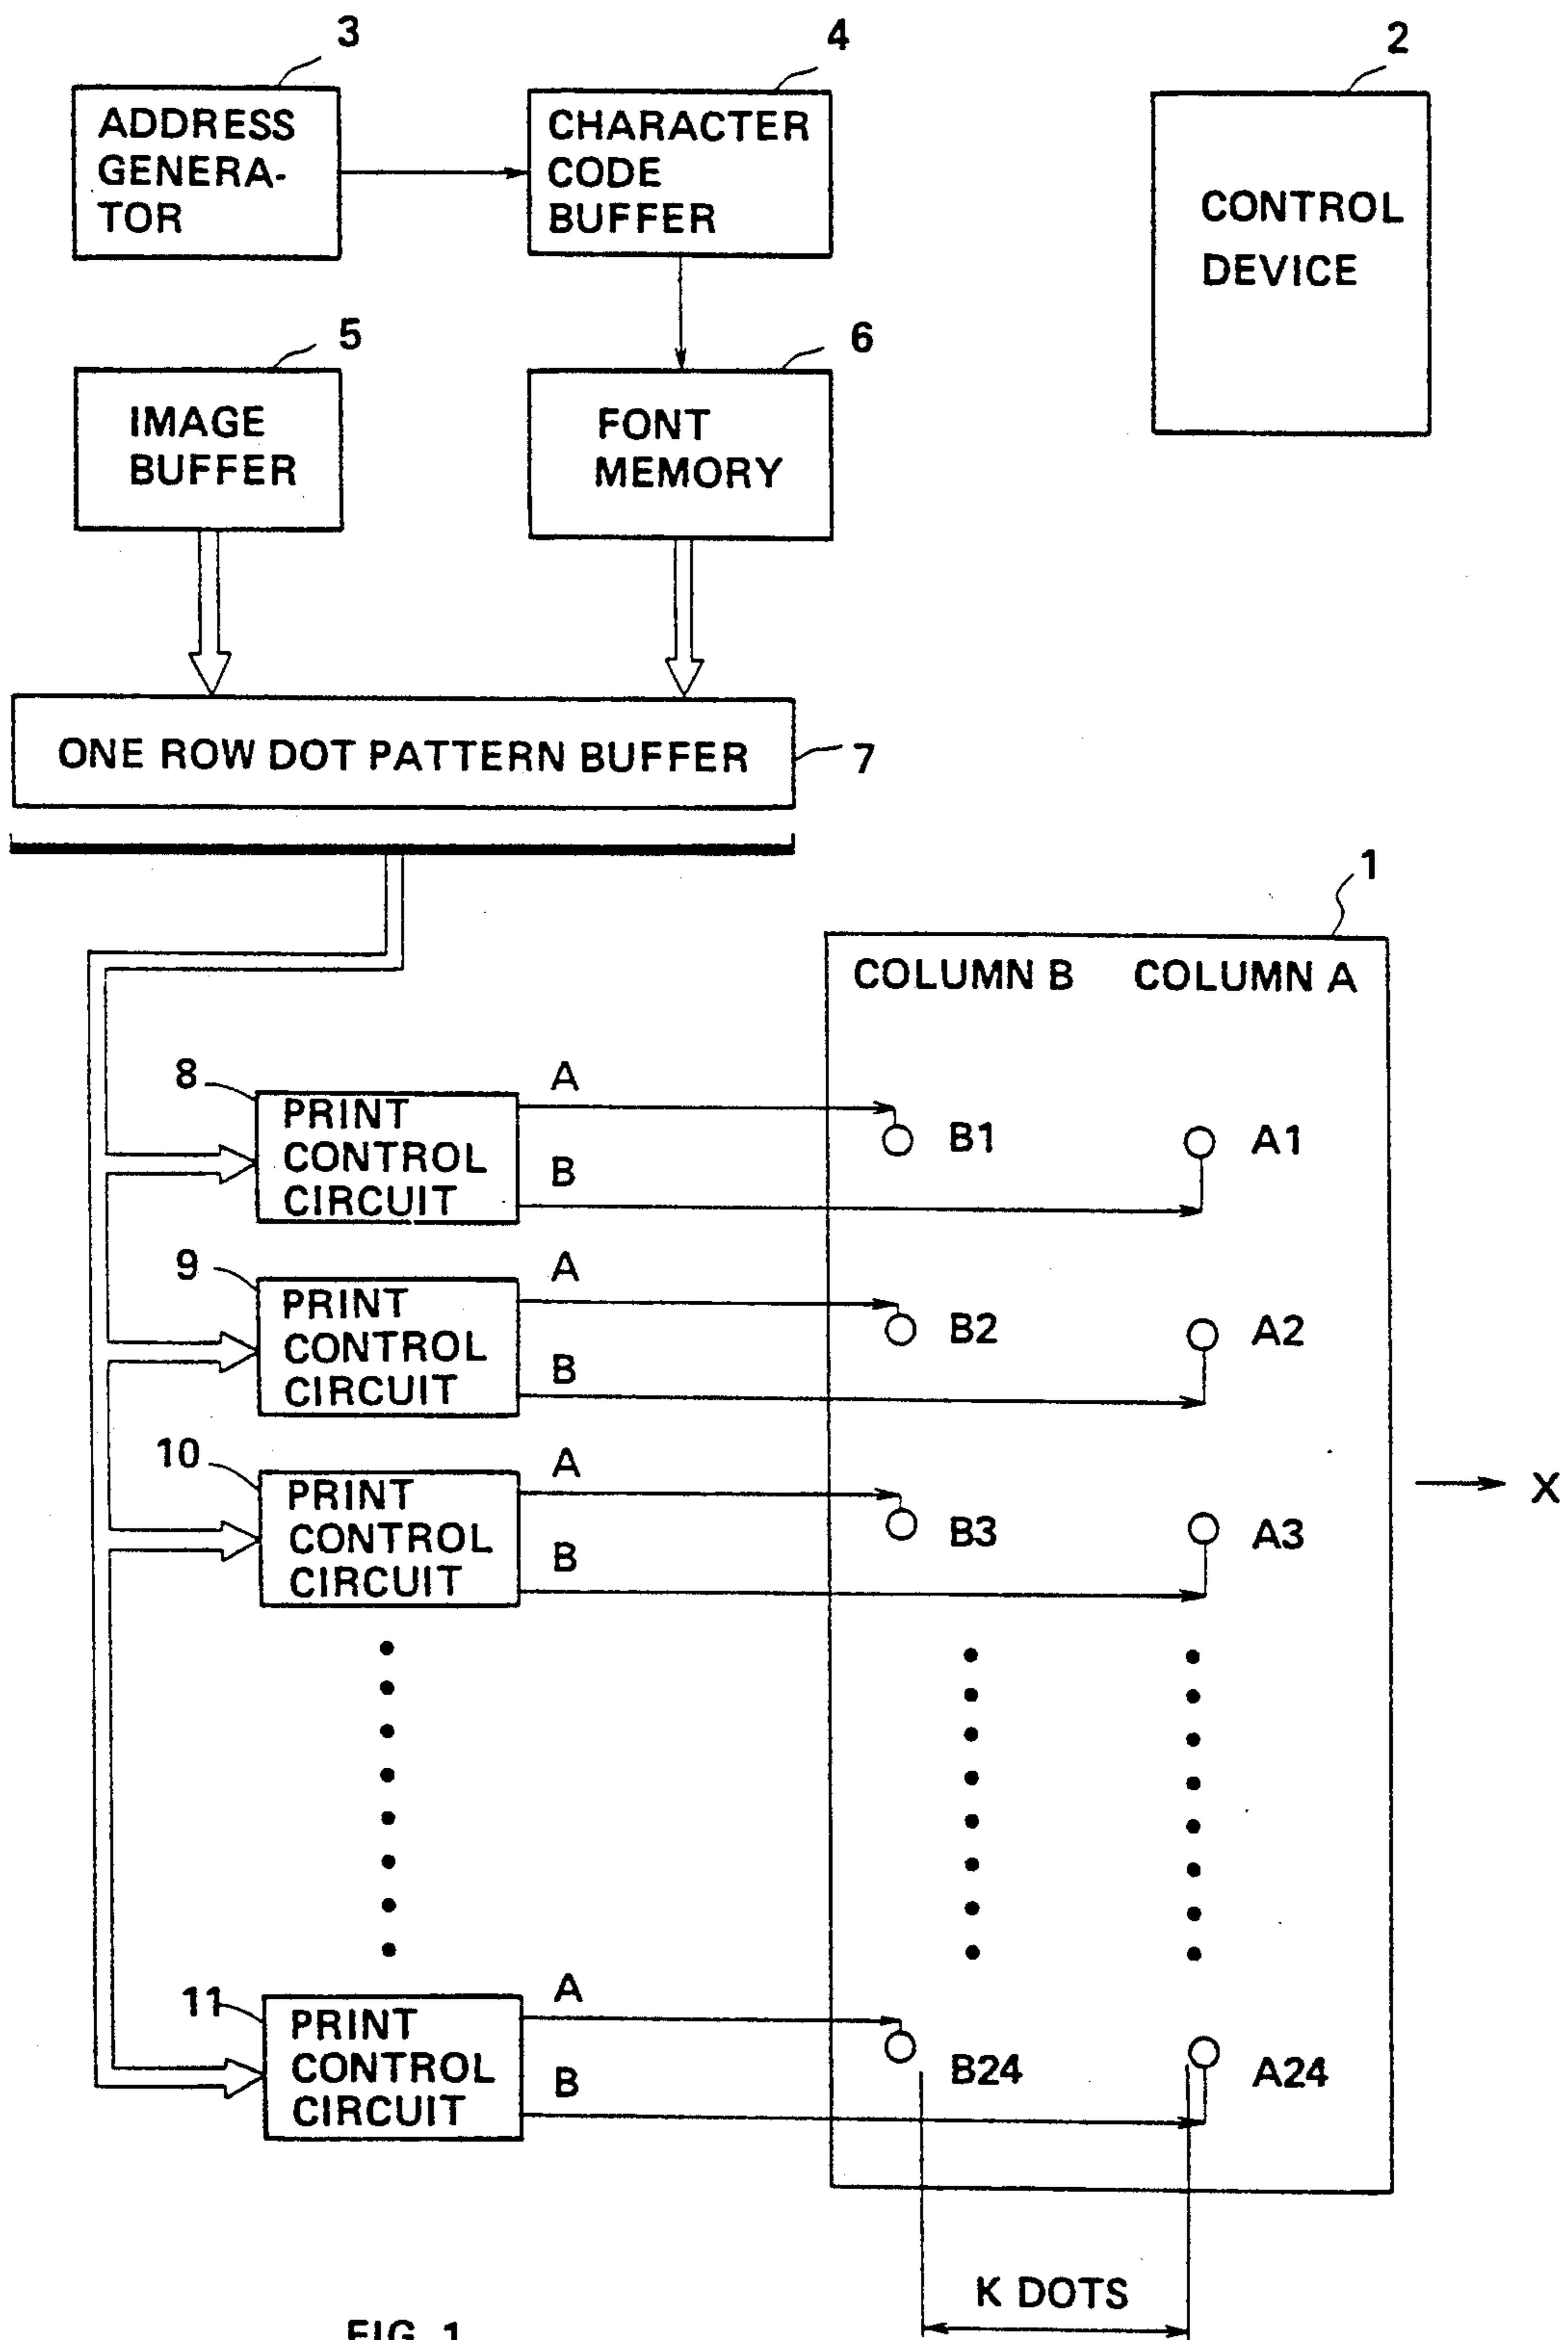 3
4
2
ADDRESS
GENERA-
TOR
CHARACTER
CODE
BUFFER
CONTROL
DEVICE
5
6
IMAGE
BUFFER
FONT
MEMORY
ONE ROW DOT PATTERN BUFFER
7
1
COLUMN B COLUMN A
8
PRINT
CONTROL
CIRCUIT
A
B
B1
A1
9
PRINT
CONTROL
CIRCUIT
A
B
B2
A2
10
PRINT
CONTROL
CIRCUIT
A
B
B3
A3
X
11
PRINT
CONTROL
CIRCUIT
A
B
B24
A24
K DOTS
FIG. 1